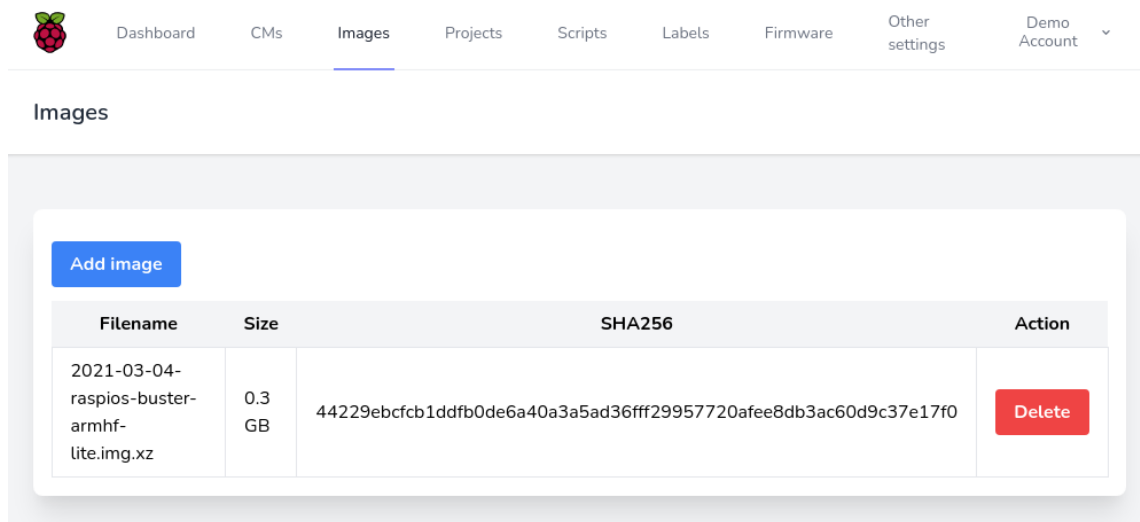 Dashboard CMs Images Projects Scripts Labels Firmware Other settings Demo Account
Images
Add image
Filename Size SHA256 Action
2021-03-04-
raspios-buster-
armhf-
lite.img.xz
0.3
GB
44229ebcfcb1ddfb0de6a40a3a5ad36fff29957720afee8db3ac60d9c37e17f0
Delete